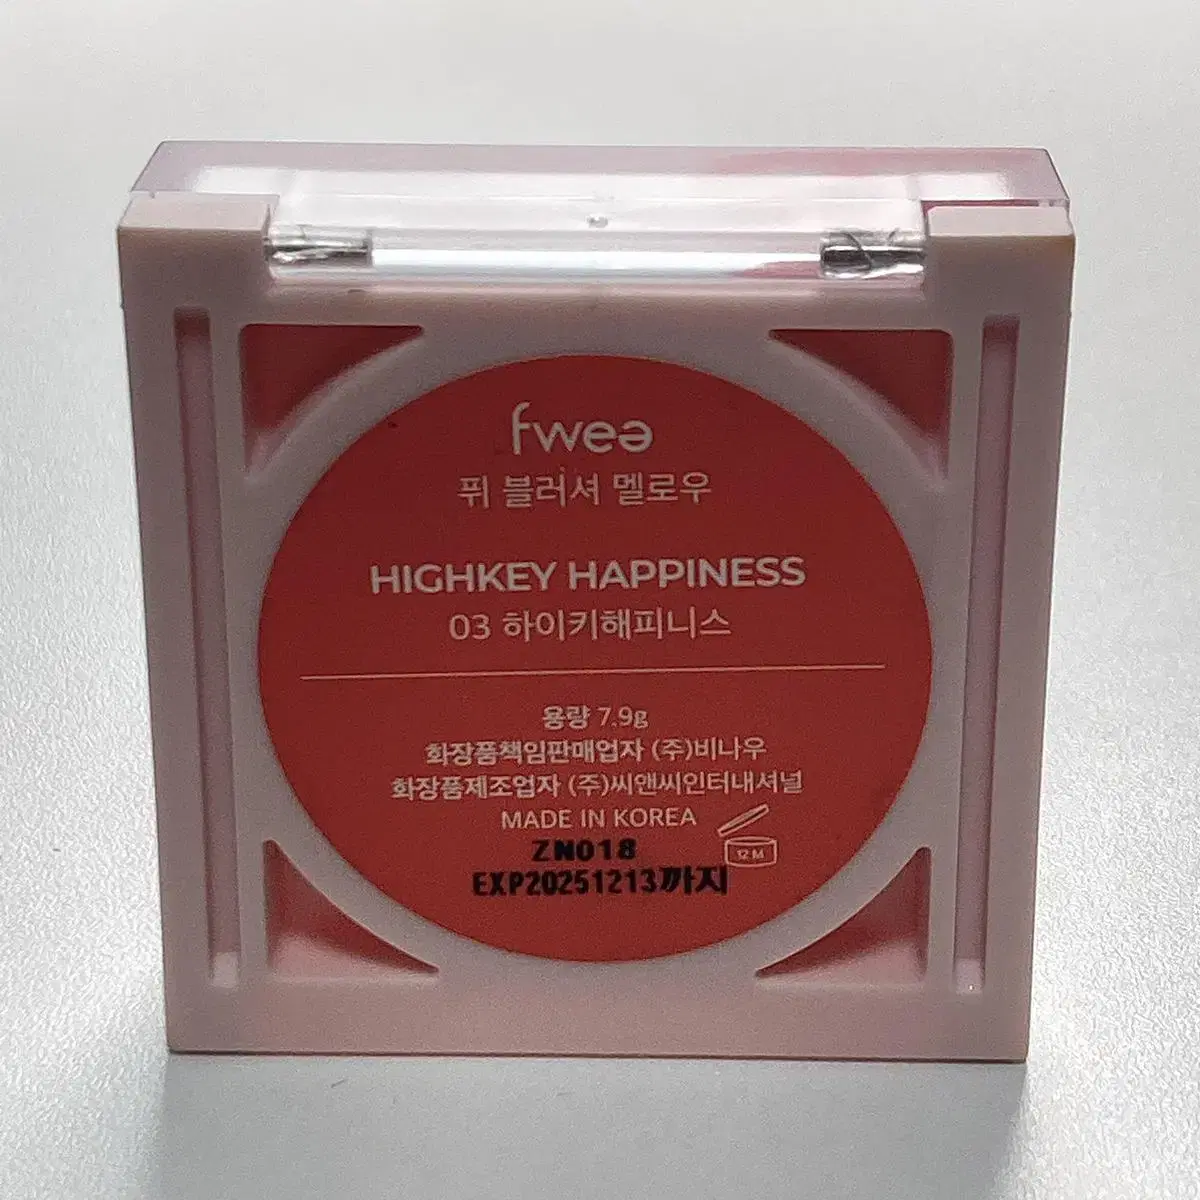 fwee
퓌 블러셔 멜로우
HIGHKEY HAPPINESS
03 하이키해피니스
용량 7.9g
화장품책임판매업자 (주)비나우
화장품제조업자 (주)씨앤씨인터내셔널
MADE IN KOREA
12 M
ZN018
EXP20251213까지